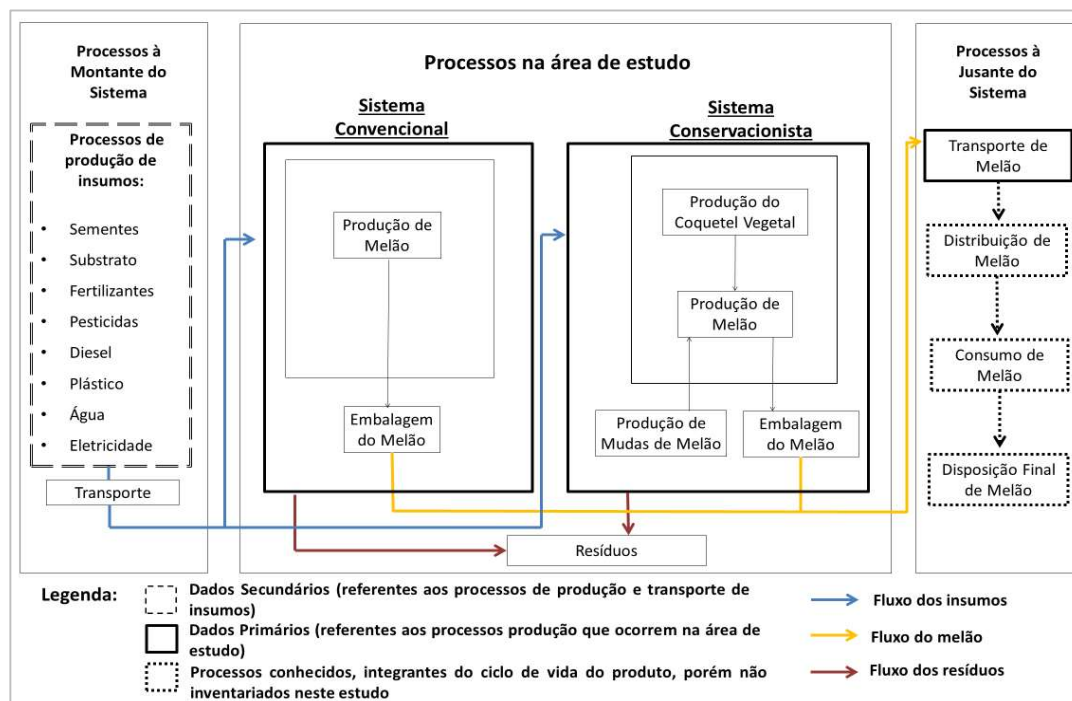 Processos à
Montante do
Sistema
Processos de
produção de
insumos:
• Sementes
• Substrato
• Fertilizantes
• Pesticidas
• Diesel
• Plástico
• Água
• Eletricidade
Transporte
Processos na área de estudo
Sistema
Convencional
Produção de
Melão
Embalagem
do Melão
Sistema
Conservacionista
Produção do
Coquetel Vegetal
Produção de
Melão
Produção de
Mudas de Melão
Embalagem
do Melão
Resíduos
Processos à
Jusante do
Sistema
Transporte de
Melão
Distribuição de
Melão
Consumo de
Melão
Disposição Final
de Melão
Legenda:
Dados Secundários (referentes aos processos de produção e transporte de
insumos)
Dados Primários (referentes aos processos produção que ocorrem na área de
estudo)
Processos conhecidos, integrantes do ciclo de vida do produto, porém não
inventariados neste estudo
Fluxo dos insumos
Fluxo do melão
Fluxo dos resíduos